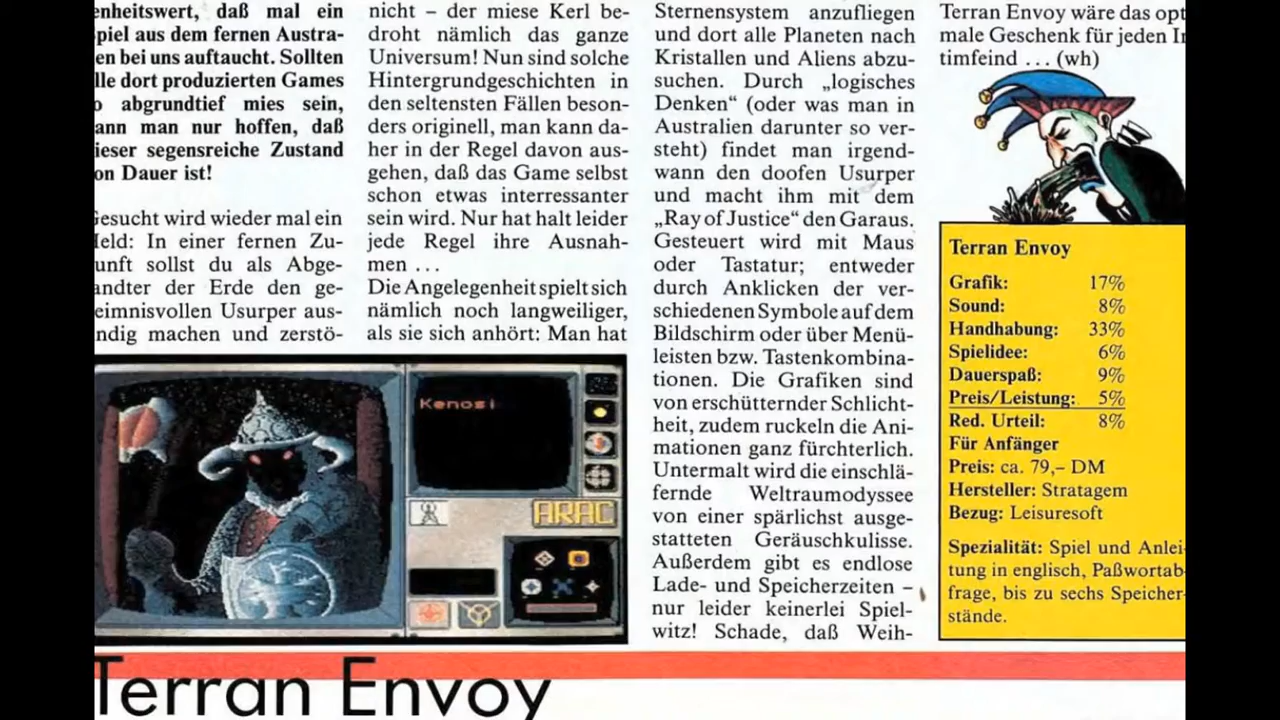 enheitswert, daß mal ein
piel aus dem fernen Austra-
en bei uns auftaucht. Sollten
lle dort produzierten Games
o abgrundtief mies sein,
ann man nur hoffen, daß
ieser segensreiche Zustand
on Dauer ist!
Gesucht wird wieder mal ein
Held: In einer fernen Zu-
unft sollst du als Abge-
andter der Erde den ge-
eimnisvollen Usurper aus-
ndig machen und zerstö-
nicht – der miese Kerl be-
droht nämlich das ganze
Universum! Nun sind solche
Hintergrundgeschichten in
den seltensten Fällen beson-
ders originell, man kann da-
her in der Regel davon aus-
gehen, daß das Game selbst
schon etwas interressanter
sein wird. Nur hat halt leider
jede Regel ihre Ausnah-
men ...
Die Angelegenheit spielt sich
nämlich noch langweiliger,
als sie sich anhört: Man hat
Kenosi
ARAC
Sternensystem anzufliegen
und dort alle Planeten nach
Kristallen und Aliens abzu-
suchen. Durch „logisches
Denken“ (oder was man in
Australien darunter so ver-
steht) findet man irgend-
wann den doofen Usurper
und macht ihm mit dem
„Ray of Justice“ den Garaus.
Gesteuert wird mit Maus
oder Tastatur; entweder
durch Anklicken der ver-
schiedenen Symbole auf dem
Bildschirm oder über Menü-
leisten bzw. Tastenkombina-
tionen. Die Grafiken sind
von erschütternder Schlicht-
heit, zudem ruckeln die Ani-
mationen ganz fürchterlich.
Untermalt wird die einschlä-
fernde Weltraumodyssee
von einer spärlichst ausge-
statteten Geräuschkulisse.
Außerdem gibt es endlose
Lade- und Speicherzeiten –
nur leider keinerlei Spiel-
witz! Schade, daß Weih-
Terran Envoy wäre das opt
male Geschenk für jeden In
timfeind ... (wh)
Terran Envoy
Grafik: 17%
Sound: 8%
Handhabung: 33%
Spielidee: 6%
Dauerspaß: 9%
Preis/Leistung: 5%
Red. Urteil: 8%
Für Anfänger
Preis: ca. 79,– DM
Hersteller: Stratagem
Bezug: Leisuresoft
Spezialität: Spiel und Anlei-
tung in englisch, Paßwortab-
frage, bis zu sechs Speicher-
stände.
Terran Envoy